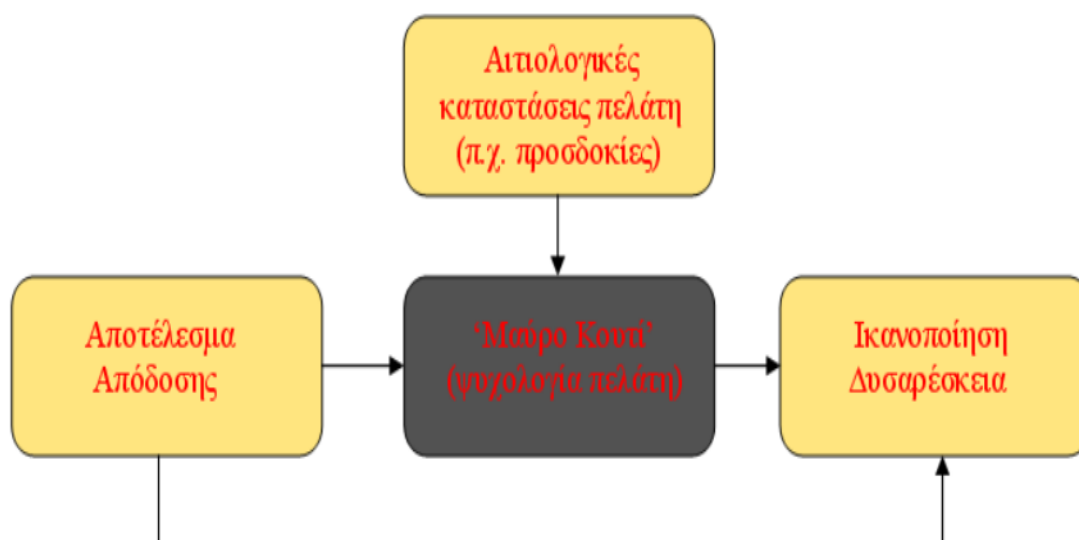 Αιτιολογικές
καταστάσεις πελάτη
(π.χ. προσδοκίες)
Αποτέλεσμα
Απόδοσης
‘Μαύρο Κουτί’
(ψυχολογία πελάτη)
Ικανοποίηση
Δυσαρέσκεια